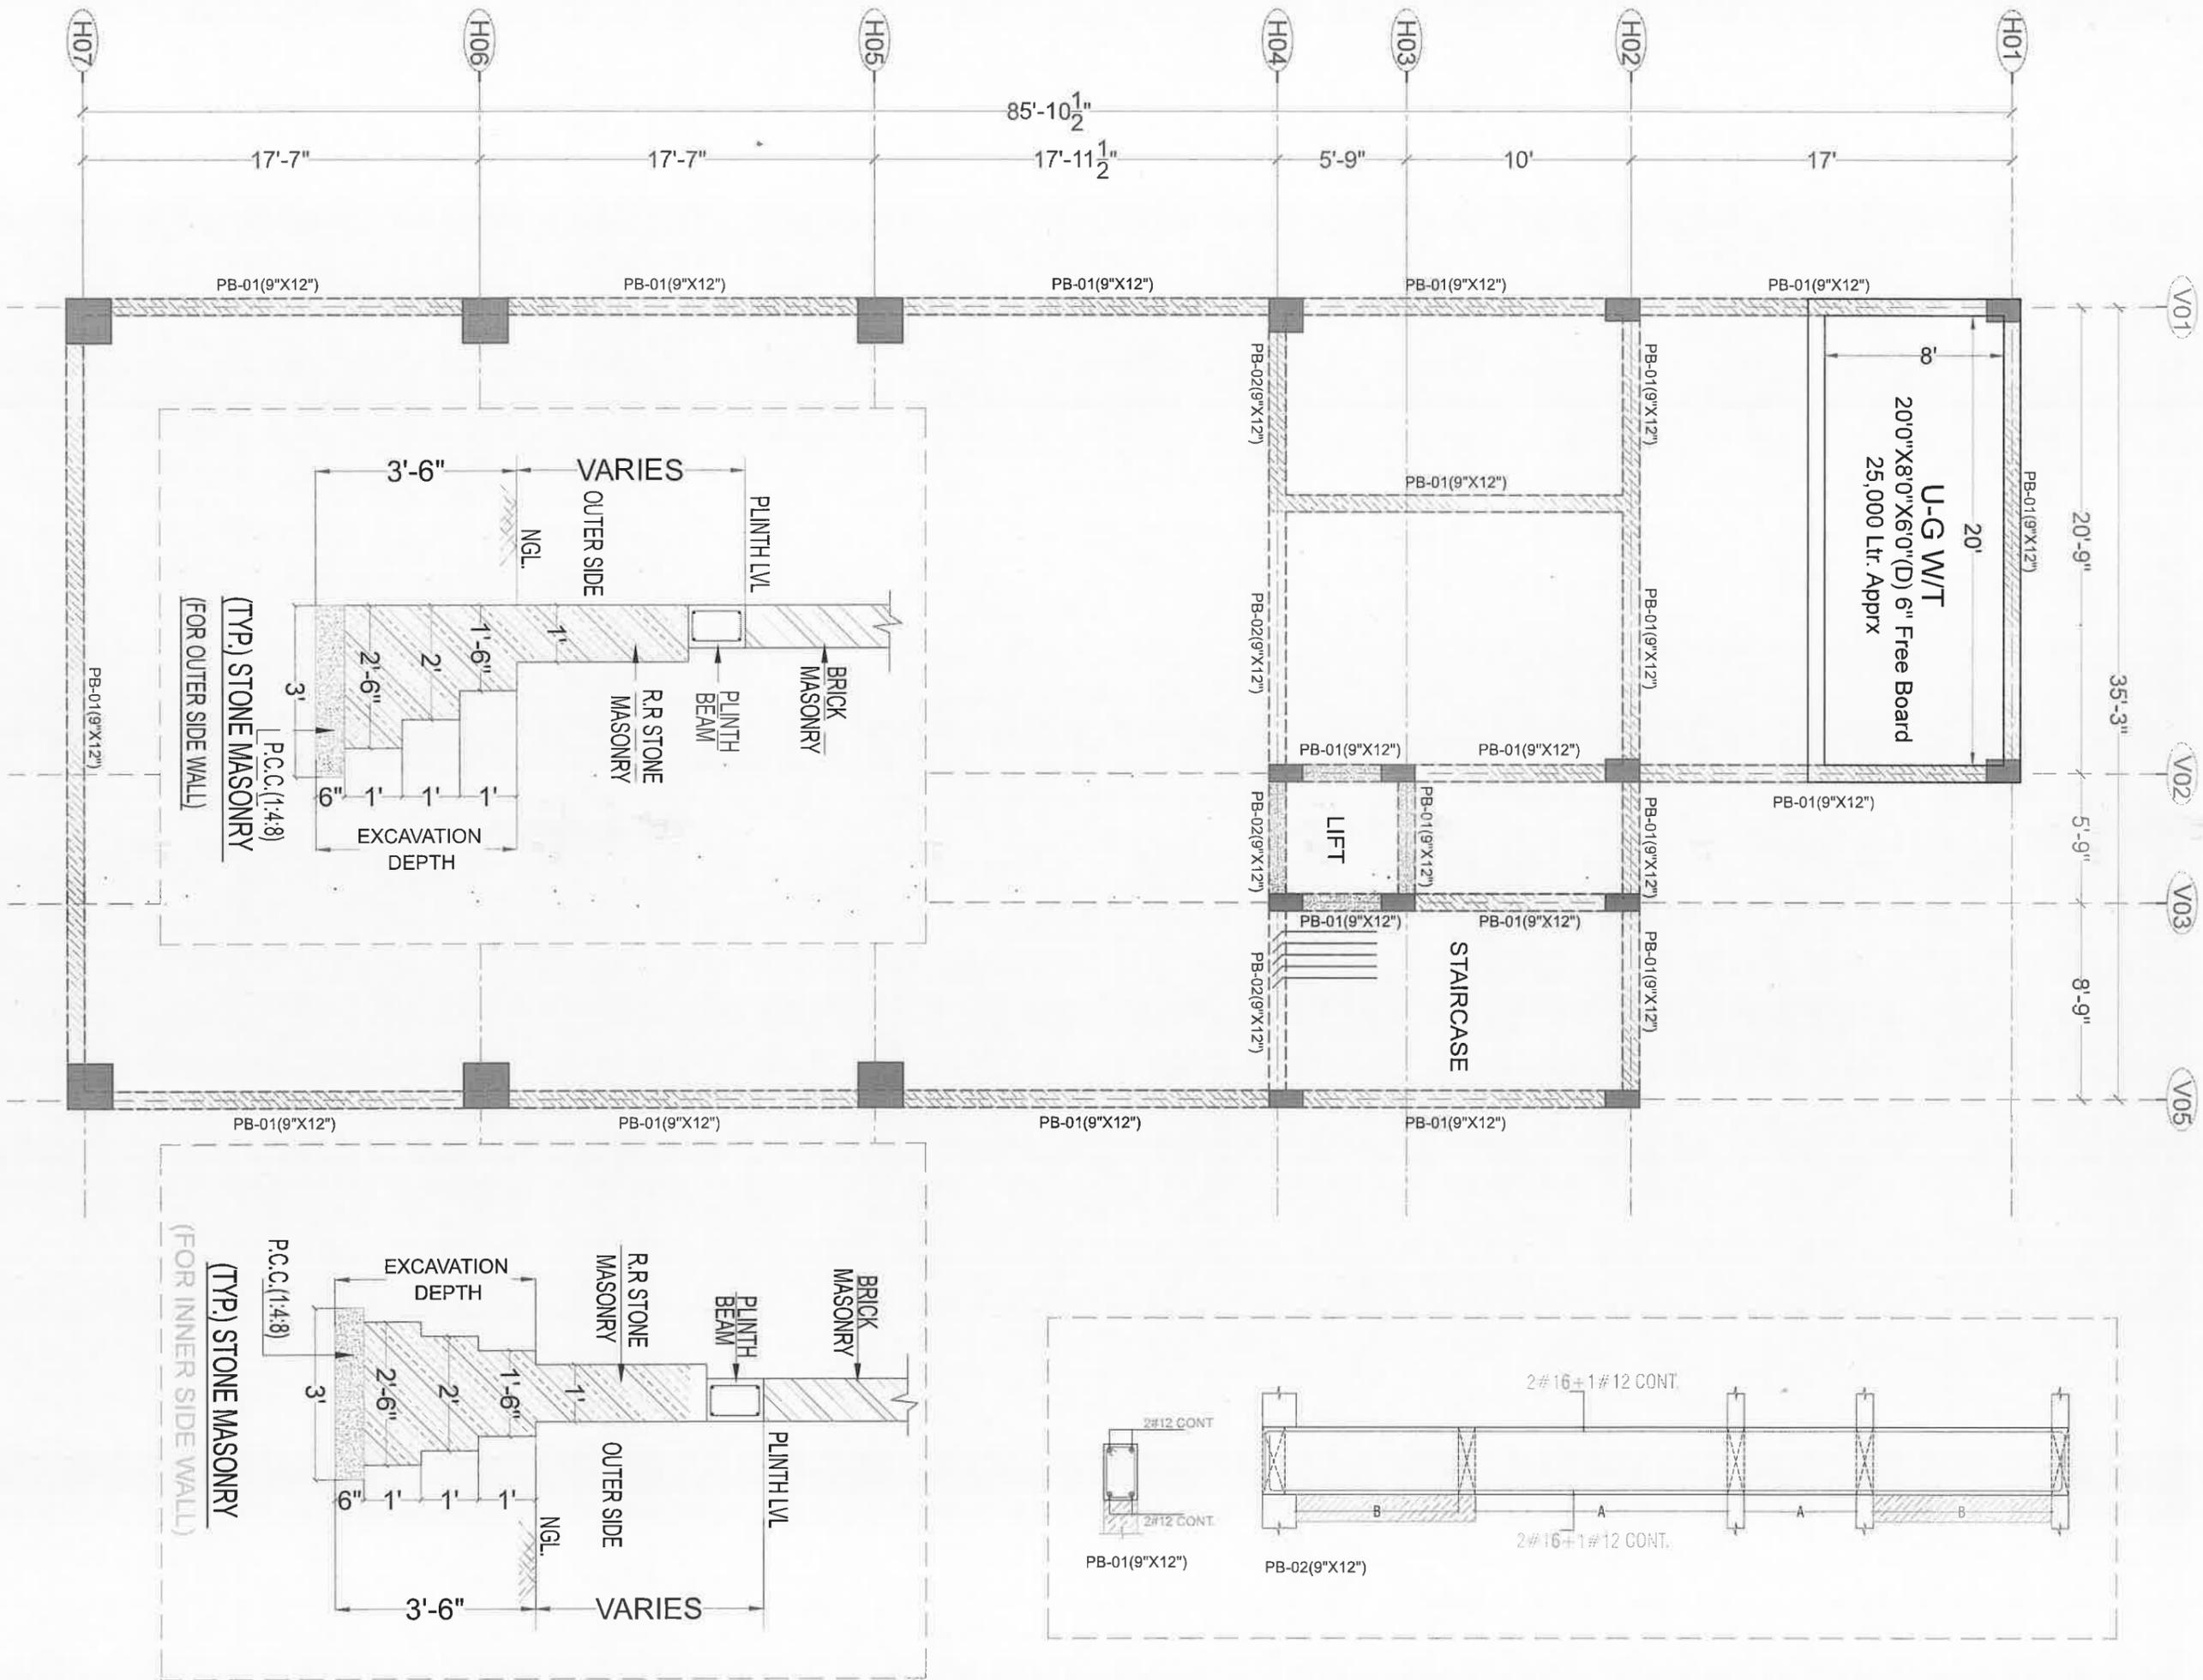 H07
H06
H05
H04
H03
H02
H01
85'-10 1/2"
17'-7"
17'-7"
17'-11 1/2"
5'-9"
10'
17'
PB-01(9"X12")
PB-01(9"X12")
PB-01(9"X12")
PB-01(9"X12")
PB-01(9"X12")
V01
V02
V03
V05
20'-9"
5'-9"
8'-9"
35'-3"
8'
20'
U-G W/T
20'0"X8'0"X6'0"(D) 6" Free Board
25,000 Ltr. Apprx
PB-01(9"X12")
PB-02(9"X12")
PB-01(9"X12")
PB-01(9"X12")
PB-02(9"X12")
PB-01(9"X12")
PB-01(9"X12")
PB-01(9"X12")
PB-01(9"X12")
PB-02(9"X12")
LIFT
PB-01(9"X12")
PB-01(9"X12")
PB-01(9"X12")
PB-01(9"X12")
PB-02(9"X12")
STAIRCASE
PB-01(9"X12")
PB-01(9"X12")
PB-01(9"X12")
PB-01(9"X12")
PB-01(9"X12")
PB-01(9"X12")
3'-6"
VARIES
PLINTH LVL
OUTER SIDE
NGL.
1'
1'-6"
2'
2'-6"
3'
BRICK
MASONRY
PLINTH
BEAM
R.R STONE
MASONRY
P.C.C.(1:4:8)
6"
1'
1'
1'
EXCAVATION
DEPTH
(TYP.) STONE MASONRY
(FOR OUTER SIDE WALL)
EXCAVATION
DEPTH
BRICK
MASONRY
PLINTH
BEAM
R.R STONE
MASONRY
P.C.C.(1:4:8)
1'
1'-6"
2'
2'-6"
3'
6"
1'
1'
1'
PLINTH LVL
OUTER SIDE
NGL.
3'-6"
VARIES
(TYP.) STONE MASONRY
(FOR INNER SIDE WALL)
2#12 CONT
2#12 CONT.
PB-01(9"X12")
2#16+1#12 CONT.
B
A
A
B
2#16+1#12 CONT.
PB-02(9"X12")